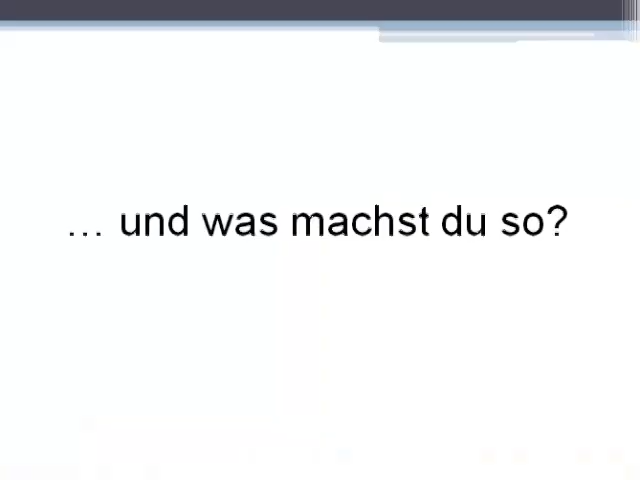 … und was machst du so?